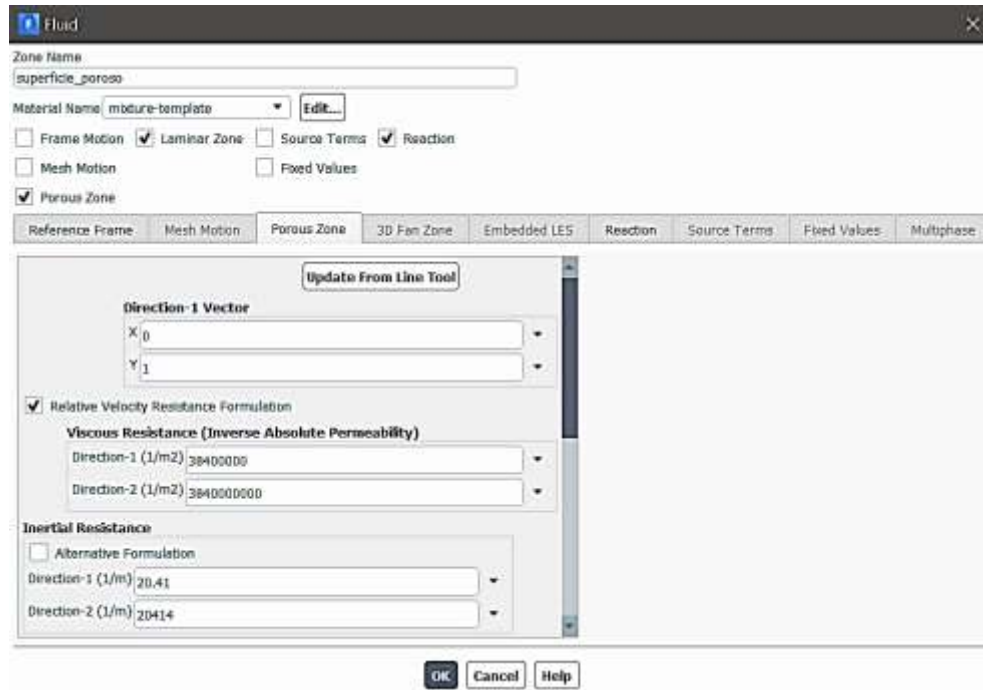 Fluid
Zone Name
superficie_poroso
Material Name mixture-template Edit...
Frame Motion Laminar Zone Source Terms Reaction
Mesh Motion Fixed Values
Porous Zone
Reference Frame Mesh Motion Porous Zone 3D Fan Zone Embedded LES Reaction Source Terms Fixed Values Multiphase
Update From Line Tool
Direction-1 Vector
X 0
Y 1
Relative Velocity Resistance Formulation
Viscous Resistance (Inverse Absolute Permeability)
Direction-1 (1/m2) 38400000
Direction-2 (1/m2) 3840000000
Inertial Resistance
Alternative Formulation
Direction-1 (1/m) 20.41
Direction-2 (1/m) 20414
OK Cancel Help